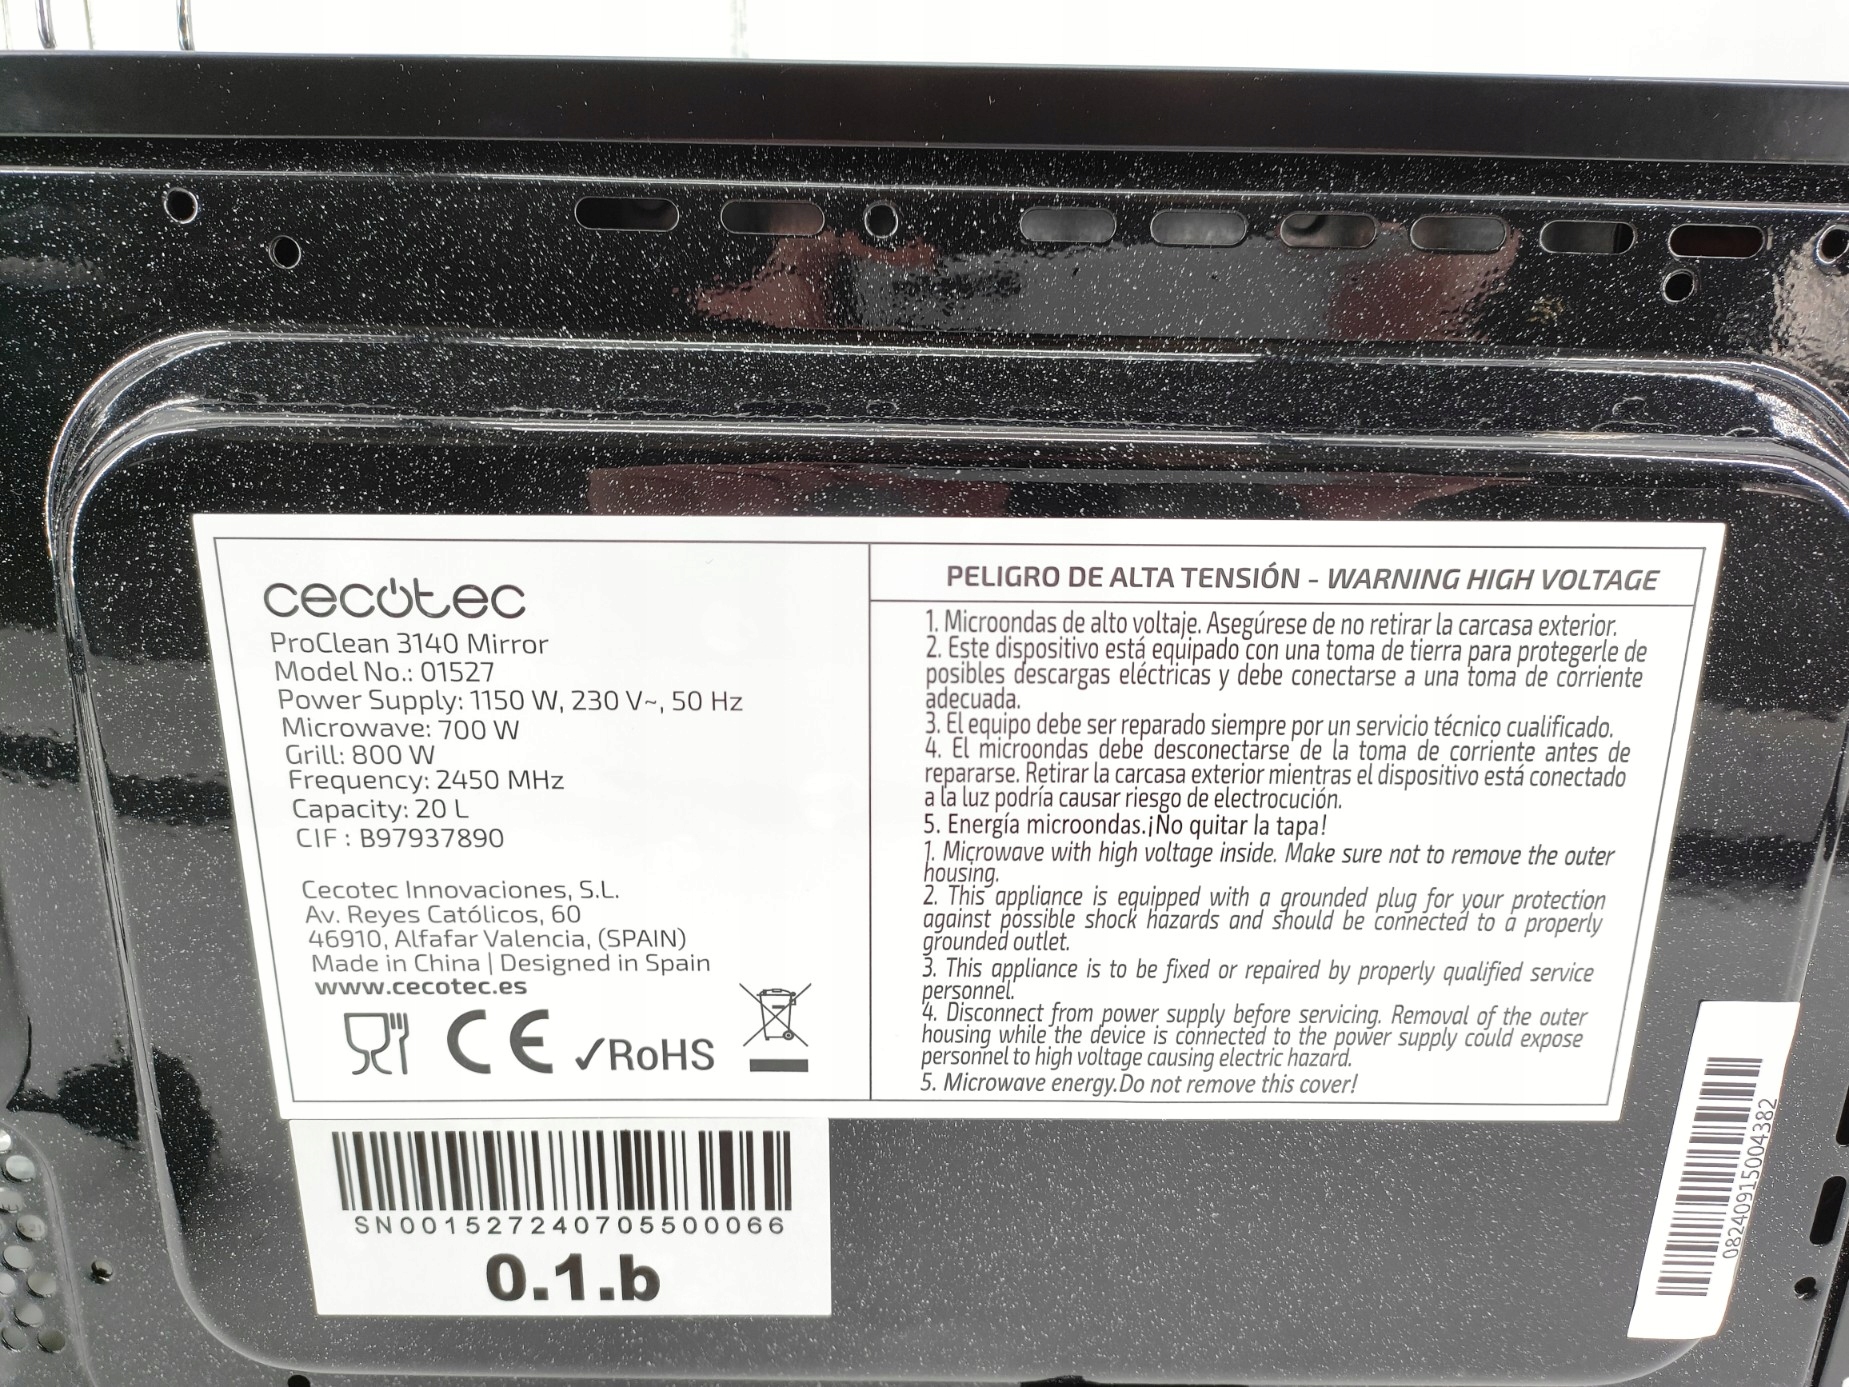 cecotec
ProClean 3140 Mirror
Model No.: 01527
Power Supply: 1150 W, 230 V~, 50 Hz
Microwave: 700 W
Grill: 800 W
Frequency: 2450 MHz
Capacity: 20 L
CIF : B97937890
Cecotec Innovaciones, S.L.
Av. Reyes Católicos, 60
46910, Alfafar Valencia, (SPAIN)
Made in China | Designed in Spain
www.cecotec.es
CE ✓RoHS
PELIGRO DE ALTA TENSIÓN - WARNING HIGH VOLTAGE
1. Microondas de alto voltaje. Asegúrese de no retirar la carcasa exterior.
2. Este dispositivo está equipado con una toma de tierra para protegerle de
posibles descargas eléctricas y debe conectarse a una toma de corriente
adecuada.
3. El equipo debe ser reparado siempre por un servicio técnico cualificado.
4. El microondas debe desconectarse de la toma de corriente antes de
repararse. Retirar la carcasa exterior mientras el dispositivo está conectado
a la luz podría causar riesgo de electrocución.
5. Energía microondas.¡No quitar la tapa!
1. Microwave with high voltage inside. Make sure not to remove the outer
housing.
2. This appliance is equipped with a grounded plug for your protection
against possible shock hazards and should be connected to a properly
grounded outlet.
3. This appliance is to be fixed or repaired by properly qualified service
personnel.
4. Disconnect from power supply before servicing. Removal of the outer
housing while the device is connected to the power supply could expose
personnel to high voltage causing electric hazard.
5. Microwave energy.Do not remove this cover!
SN001527240705500066
0.1.b
082409150043​82